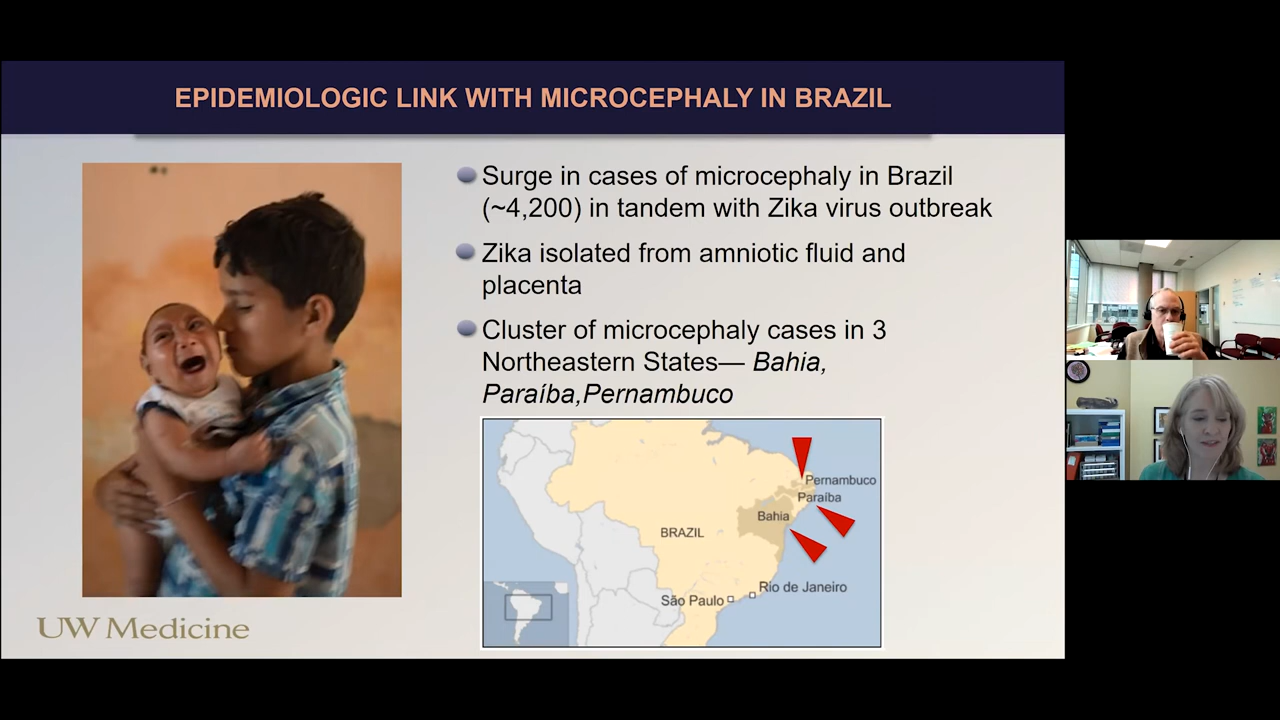 EPIDEMIOLOGIC LINK WITH MICROCEPHALY IN BRAZIL
Surge in cases of microcephaly in Brazil
(~4,200) in tandem with Zika virus outbreak
Zika isolated from amniotic fluid and
placenta
Cluster of microcephaly cases in 3
Northeastern States— Bahia,
Paraíba,Pernambuco
Pernambuco
Paraíba
Bahia
BRAZIL
Rio de Janeiro
São Paulo
UW Medicine